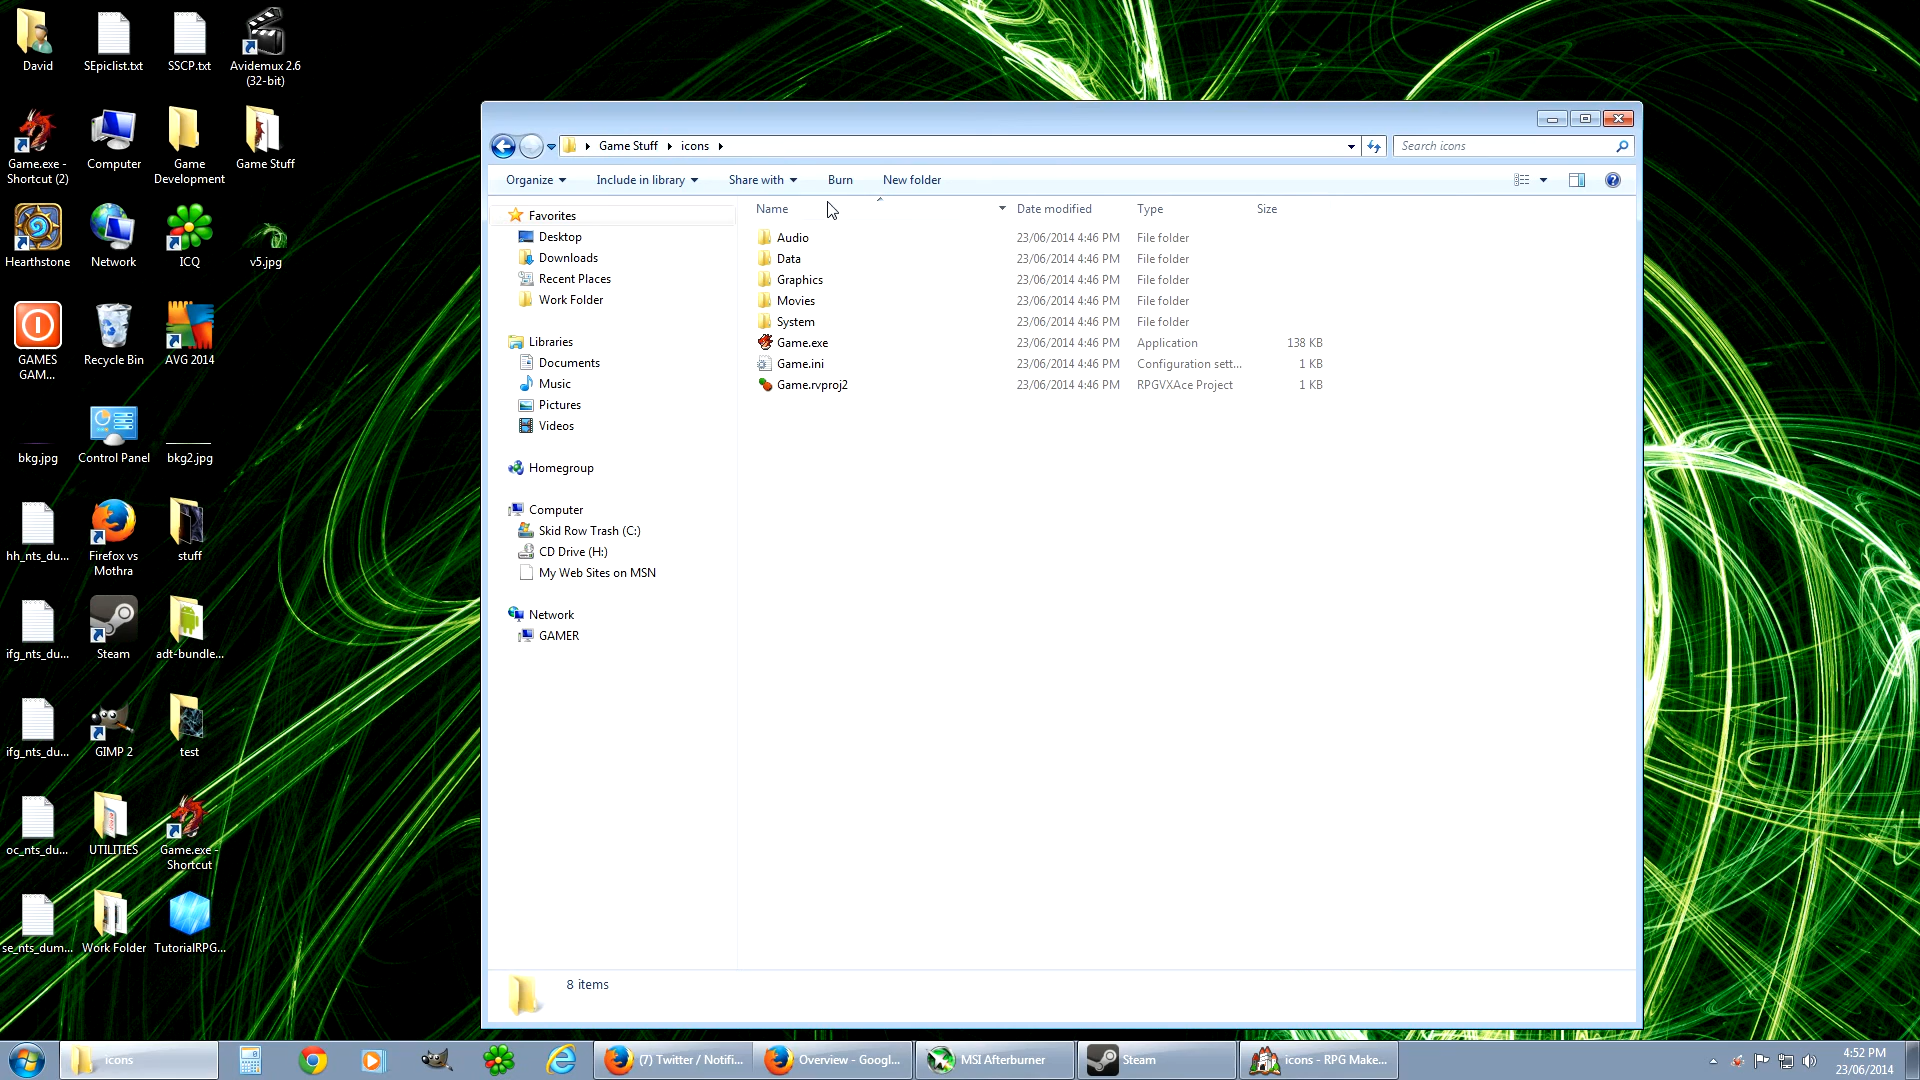 David
SEpiclist.txt
SSCP.txt
Avidemux 2.6
(32-bit)
Game.exe -
Shortcut (2)
Computer
Game
Development
Game Stuff
Hearthstone
Network
ICQ
v5.jpg
GAMES
GAM...
Recycle Bin
AVG 2014
bkg.jpg
Control Panel
bkg2.jpg
hh_nts_du...
Firefox vs
Mothra
stuff
ifg_nts_du...
Steam
adt-bundle...
ifg_nts_du...
GIMP 2
test
oc_nts_du...
UTILITIES
Game.exe -
Shortcut
se_nts_dum...
Work Folder
TutorialRPG...
Game Stuff
icons
Search icons
Organize
Include in library
Share with
Burn
New folder
Favorites
Desktop
Downloads
Recent Places
Work Folder
Libraries
Documents
Music
Pictures
Videos
Homegroup
Computer
Skid Row Trash (C:)
CD Drive (H:)
My Web Sites on MSN
Network
GAMER
Name Date modified Type Size
Audio 23/06/2014 4:46 PM File folder
Data 23/06/2014 4:46 PM File folder
Graphics 23/06/2014 4:46 PM File folder
Movies 23/06/2014 4:46 PM File folder
System 23/06/2014 4:46 PM File folder
Game.exe 23/06/2014 4:46 PM Application 138 KB
Game.ini 23/06/2014 4:46 PM Configuration sett... 1 KB
Game.rvproj2 23/06/2014 4:46 PM RPGVXAce Project 1 KB
8 items
icons
(7) Twitter / Notifi...
Overview - Googl...
MSI Afterburner
Steam
icons - RPG Make...
4:52 PM
23/06/2014